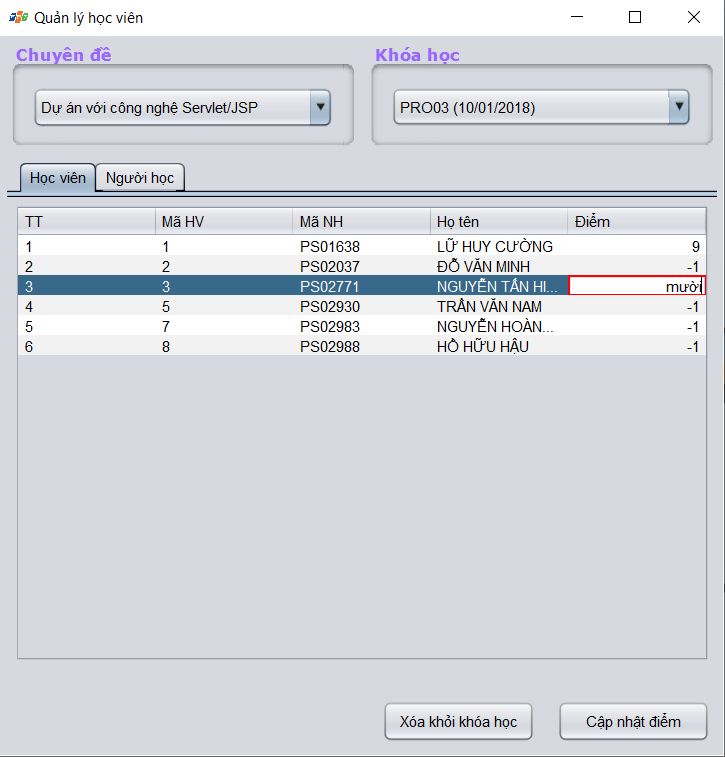 Quản lý học viên
Chuyên đề Khóa học
Dự án với công nghệ Servlet/JSP PRO03 (10/01/2018)
Học viên Người học
TT Mã HV Mã NH Họ tên Điểm
1 1 PS01638 LỮ HUY CƯỜNG 9
2 2 PS02037 ĐỖ VĂN MINH -1
3 3 PS02771 NGUYỄN TẤN HI... mười
4 5 PS02930 TRẦN VĂN NAM -1
5 7 PS02983 NGUYỄN HOÀN... -1
6 8 PS02988 HỒ HỮU HẬU -1
Xóa khỏi khóa học Cập nhật điểm